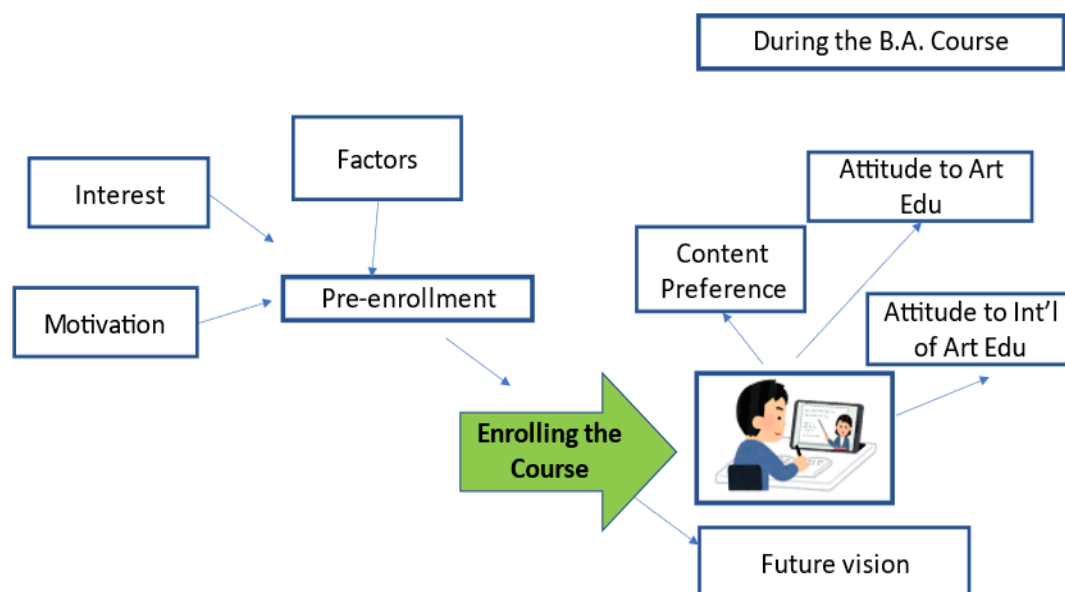 During the B.A. Course
Factors
Interest
Attitude to Art
Edu
Content
Preference
Pre-enrollment
Motivation
Attitude to Int'l
of Art Edu
Enrolling the
Course
Future vision